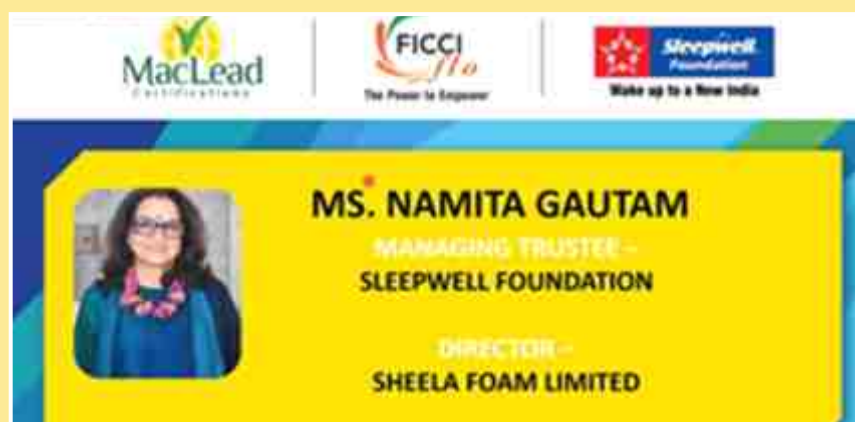 MacLead
Certifications
FICCI
flo
The Power to Empower
Sleepwell
Foundation
Wake up to a New India
MS. NAMITA GAUTAM
MANAGING TRUSTEE –
SLEEPWELL FOUNDATION
DIRECTOR –
SHEELA FOAM LIMITED